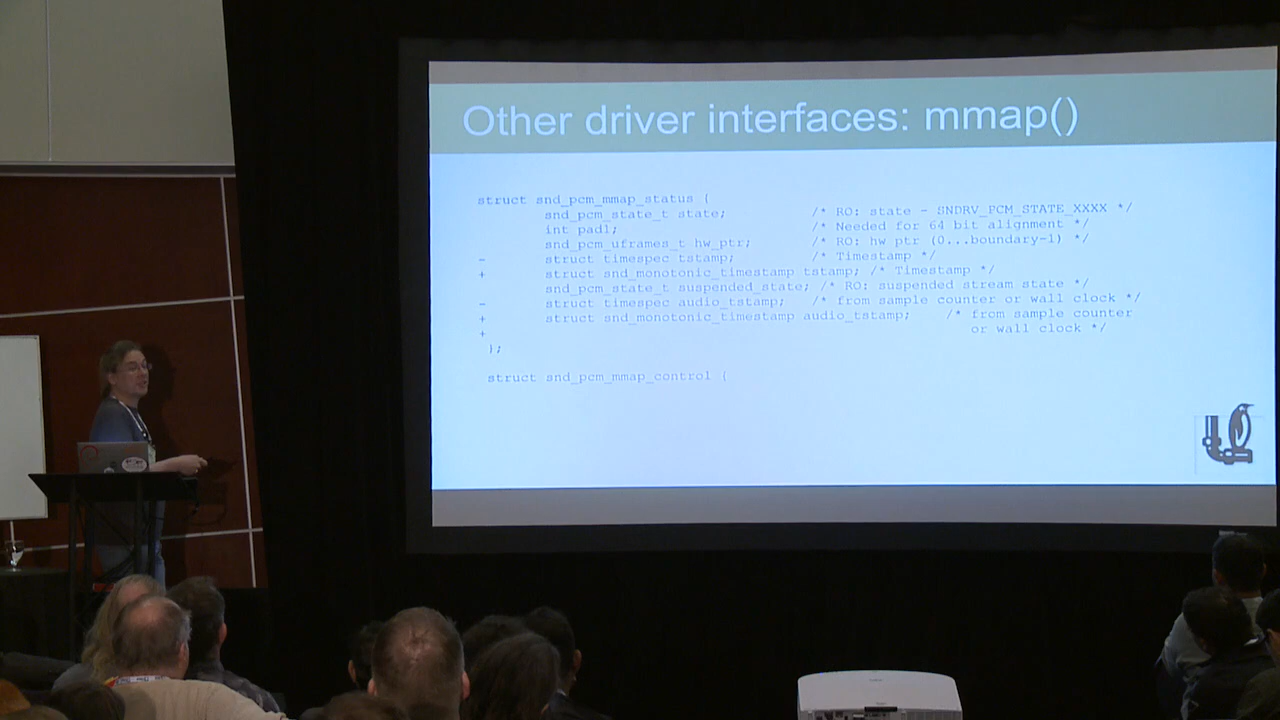 Other driver interfaces: mmap()
struct snd_pcm_mmap_status {
snd_pcm_state_t state; /* RO: state - SNDRV_PCM_STATE_XXXX */
int pad1; /* Needed for 64 bit alignment */
snd_pcm_uframes_t hw_ptr; /* RO: hw ptr (0...boundary-1) */
- struct timespec tstamp; /* Timestamp */
+ struct snd_monotonic_timestamp tstamp; /* Timestamp */
snd_pcm_state_t suspended_state; /* RO: suspended stream state */
- struct timespec audio_tstamp; /* from sample counter or wall clock */
+ struct snd_monotonic_timestamp audio_tstamp; /* from sample counter
+ or wall clock */
};
struct snd_pcm_mmap_control {